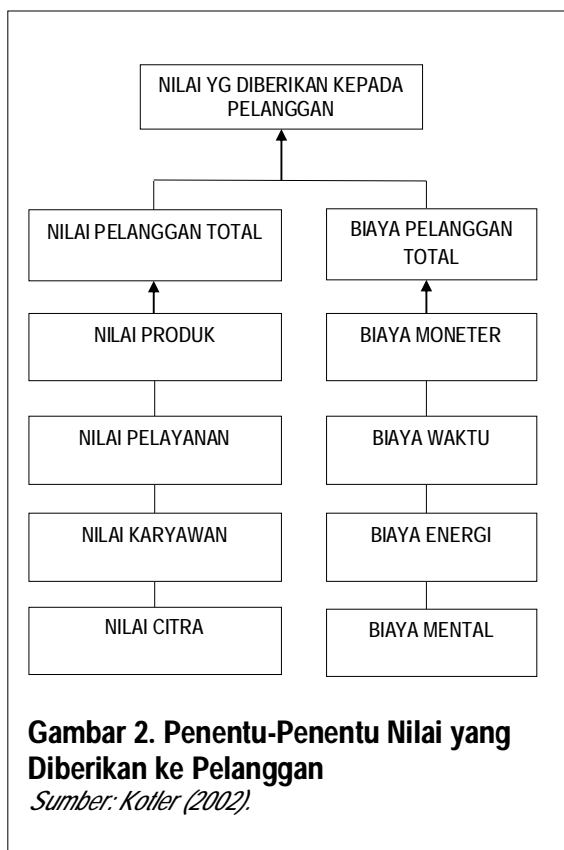 NILAI YG DIBERIKAN KEPADA
PELANGGAN
NILAI PELANGGAN TOTAL
BIAYA PELANGGAN
TOTAL
NILAI PRODUK
BIAYA MONETER
NILAI PELAYANAN
BIAYA WAKTU
NILAI KARYAWAN
BIAYA ENERGI
NILAI CITRA
BIAYA MENTAL
Gambar 2. Penentu-Penentu Nilai yang
Diberikan ke Pelanggan
Sumber: Kotler (2002).